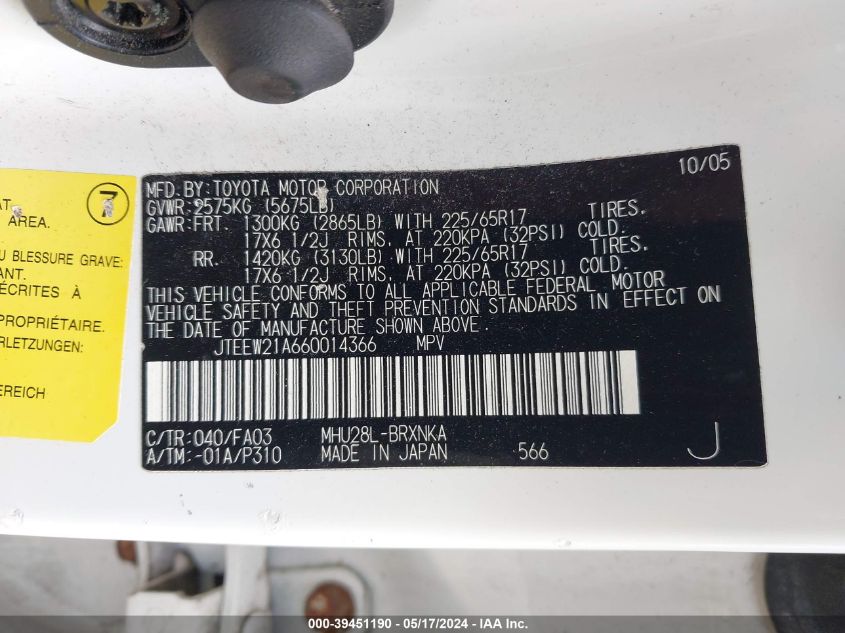 10/05
MFD.BY:TOYOTA MOTOR CORPORATION
GVWR:2575KG (5675LB)
GAWR:FRT. 1300KG (2865LB) WITH 225/65R17 TIRES.
17X6 1/2J RIMS, AT 220KPA (32PSI) COLD.
RR. 1420KG (3130LB) WITH 225/65R17 TIRES.
17X6 1/2J RIMS, AT 220KPA (32PSI) COLD.
THIS VEHICLE CONFORMS TO ALL APPLICABLE FEDERAL MOTOR
VEHICLE SAFETY AND THEFT PREVENTION STANDARDS IN EFFECT ON
THE DATE OF MANUFACTURE SHOWN ABOVE.
JTEEW21A660014366 MPV
C/TR:040/FA03 MHU28L-BRXNKA
A/TM:-01A/P310 MADE IN JAPAN 566 J
7
AREA.
BLESSURE GRAVE:
ÉCRITES À
PROPRIÉTAIRE.
RLETZUNGEN:
EREICH
000-39451190 - 05/17/2024 - IAA Inc.